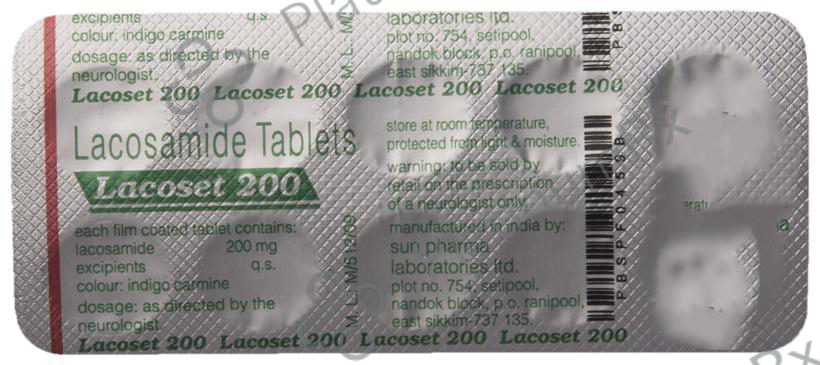 excipients q.s.
colour: indigo carmine
dosage: as directed by the
neurologist.
laboratories ltd.
plot no. 754, setipool,
nandok block, p.o. ranipool,
east sikkim-737 135.
M. L. M/
PBS
Lacoset 200 Lacoset 200 Lacoset 200 Lacoset 200
Lacosamide Tablets
Lacoset 200
store at room temperature,
protected from light & moisture.
warning: to be sold by
retail on the prescription
of a neurologist only.
each film coated tablet contains:
lacosamide 200 mg
excipients q.s.
colour: indigo carmine
dosage: as directed by the
neurologist.
M. L. M/512/09
manufactured in india by:
sun pharma
laboratories ltd.
plot no. 754, setipool,
nandok block, p.o. ranipool,
east sikkim-737 135.
PBSPF0459B
Lacoset 200 Lacoset 200 Lacoset 200 Lacoset 200